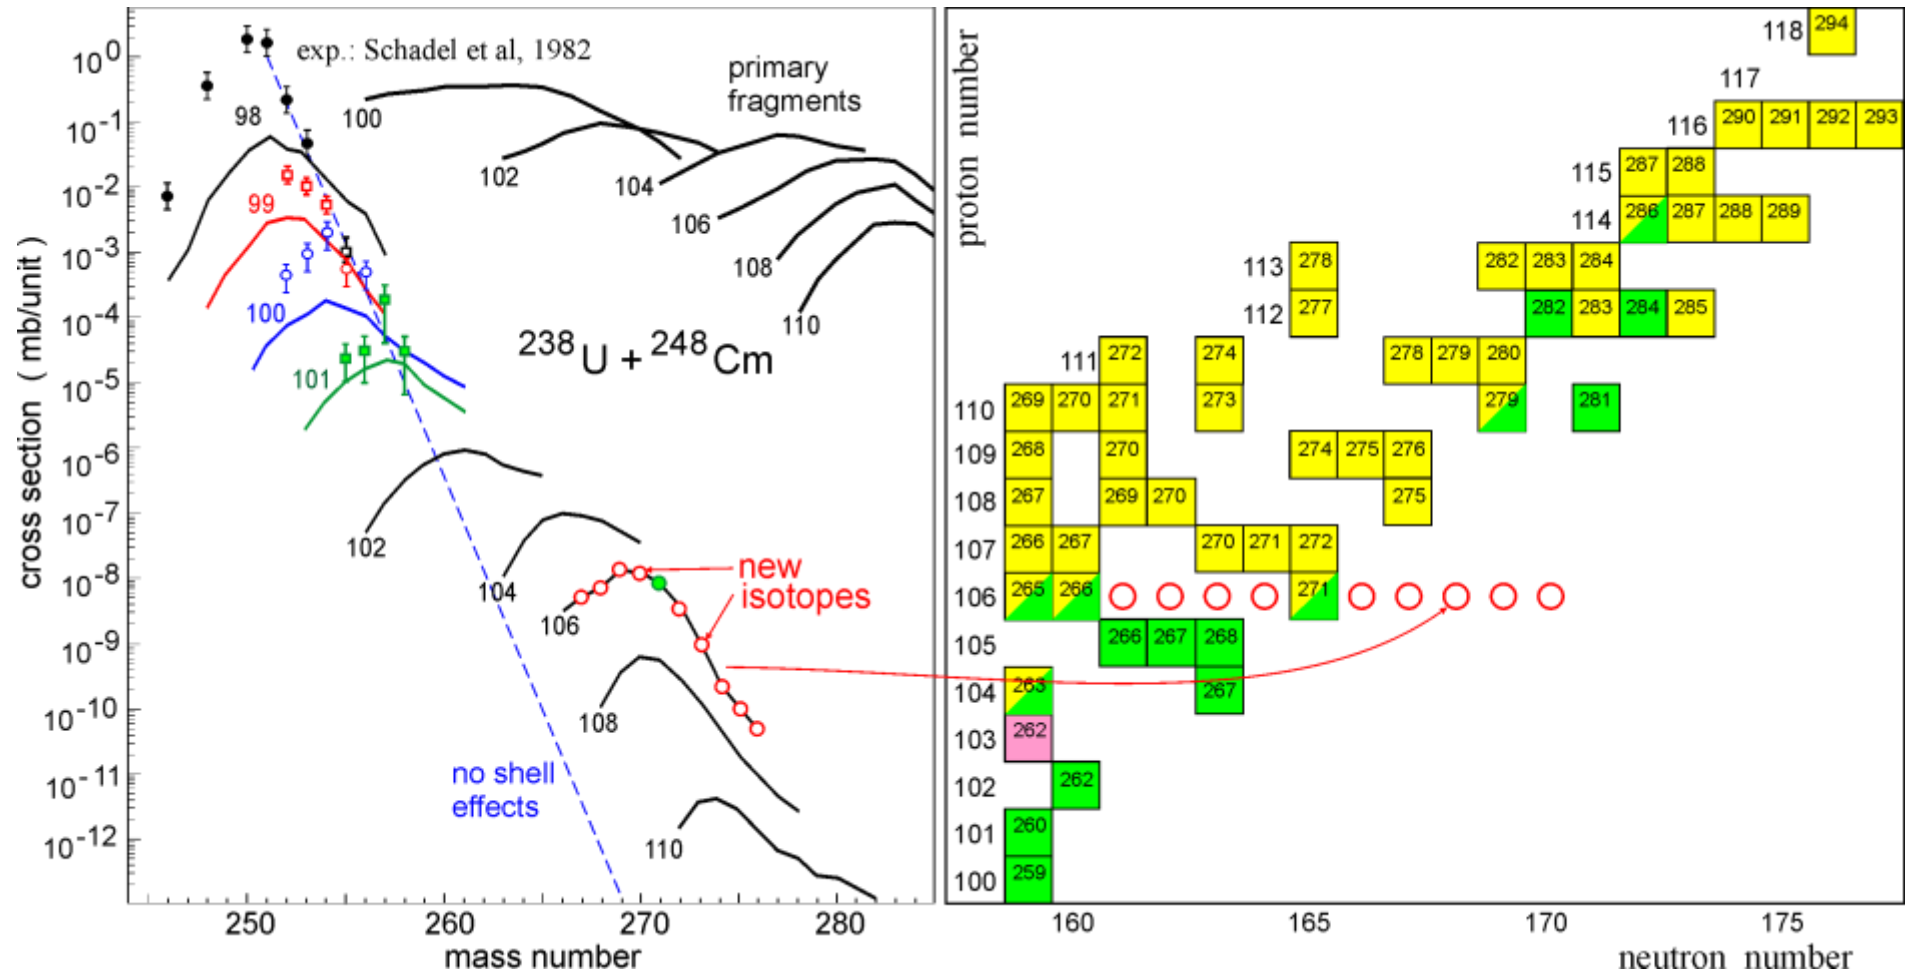 exp.: Schadel et al, 1982
primary
fragments
98
99
100
101
100
102
104
106
108
110
238U + 248Cm
102
104
106
108
110
new
isotopes
no shell
effects
cross section ( mb/unit )
10^0
10^-1
10^-2
10^-3
10^-4
10^-5
10^-6
10^-7
10^-8
10^-9
10^-10
10^-11
10^-12
250 260 270 280
mass number
proton number
118 294
117
116 290 291 292 293
115 287 288
114 286 287 288 289
113 278 282 283 284
112 277 282 283 284 285
111 272 274 278 279 280
110 269 270 271 273 279 281
109 268 270 274 275 276
108 267 269 270 275
107 266 267 270 271 272
106 265 266 271
105 266 267 268
104 263 267
103 262
102 262
101 260
100 259
160 165 170 175
neutron number